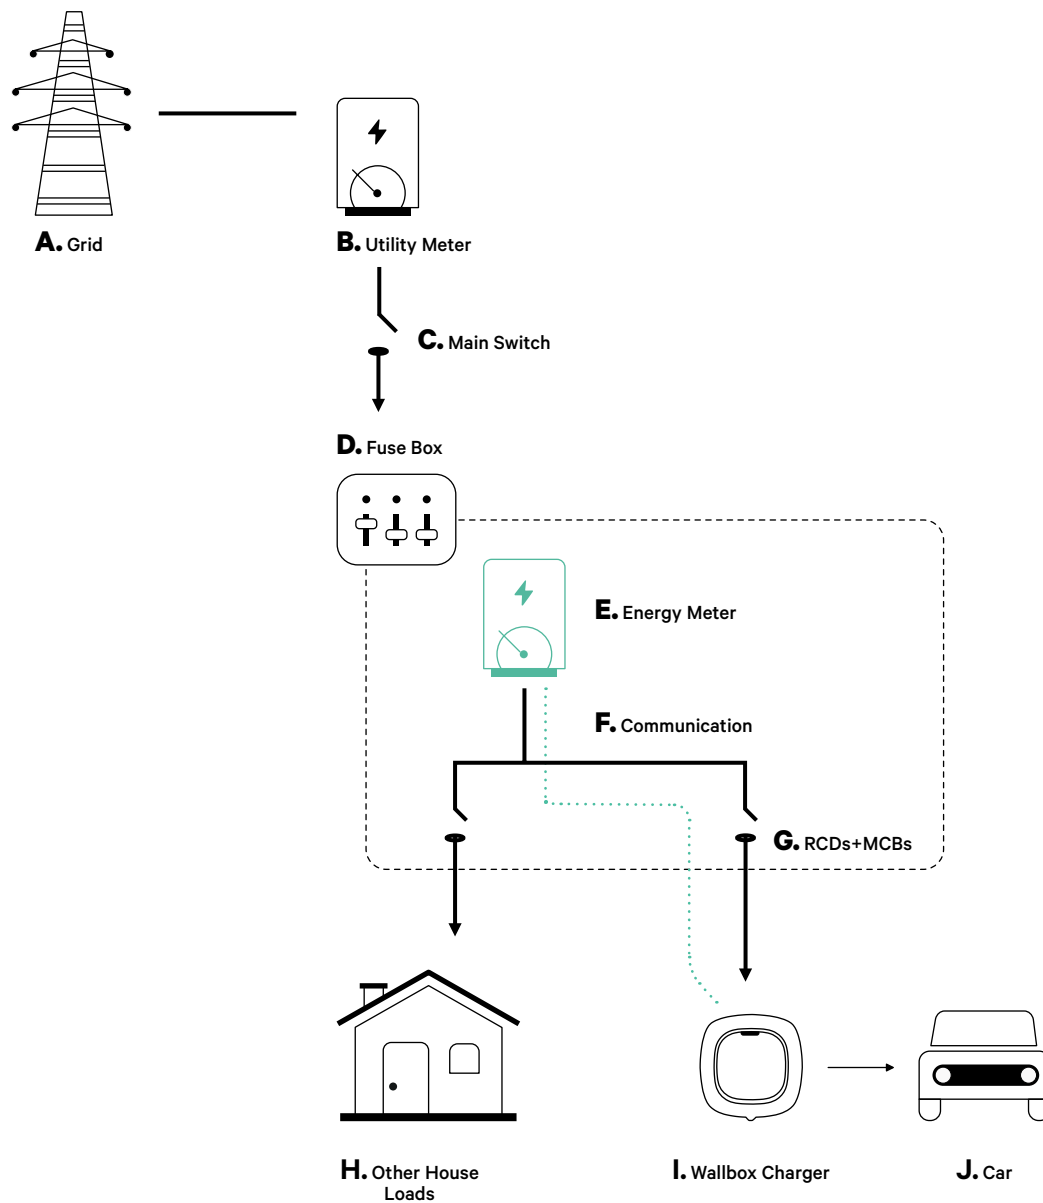 A. Grid
B. Utility Meter
C. Main Switch
D. Fuse Box
E. Energy Meter
F. Communication
G. RCDs+MCBs
H. Other House
Loads
I. Wallbox Charger
J. Car